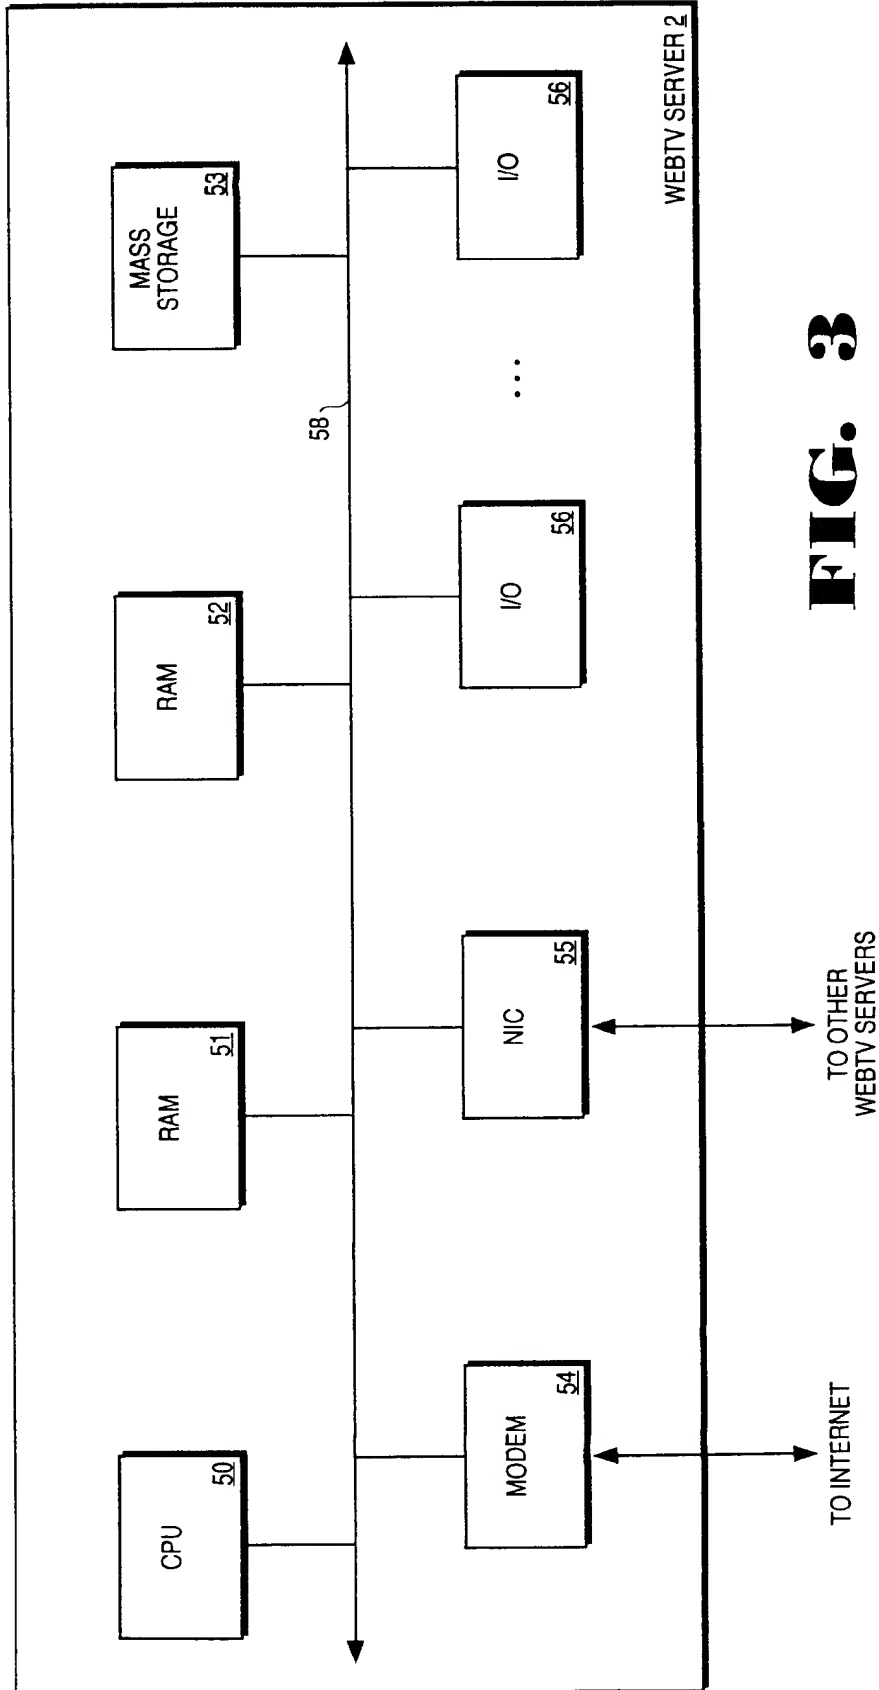 CPU
50
RAM
51
RAM
52
MASS
STORAGE
53
58
MODEM
54
NIC
55
I/O
56
...
I/O
56
WEBTV SERVER 2
TO INTERNET
TO OTHER
WEBTV SERVERS
FIG. 3